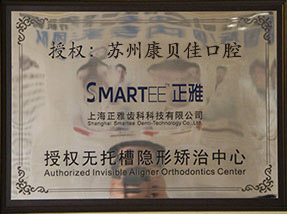 授权：苏州康贝佳口腔
SMARTEE™ 正雅
上海正雅齿科科技有限公司
Shanghai Smartee Denti-Technology Co., Ltd.
授权无托槽隐形矫治中心
Authorized Invisible Aligner Orthodontics Center